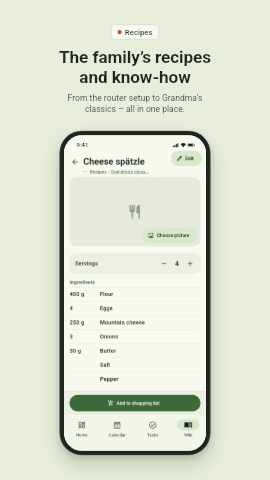 Recipes
The family's recipes
and know-how
From the router setup to Grandma's
classics – all in one place.
9:41
Cheese spätzle
Edit
Recipes · Grandma's class…
Choose picture
Servings
4
Ingredients
400 g Flour
4 Eggs
250 g Mountain cheese
3 Onions
30 g Butter
Salt
Pepper
Add to shopping list
Home Calendar Tasks Wiki